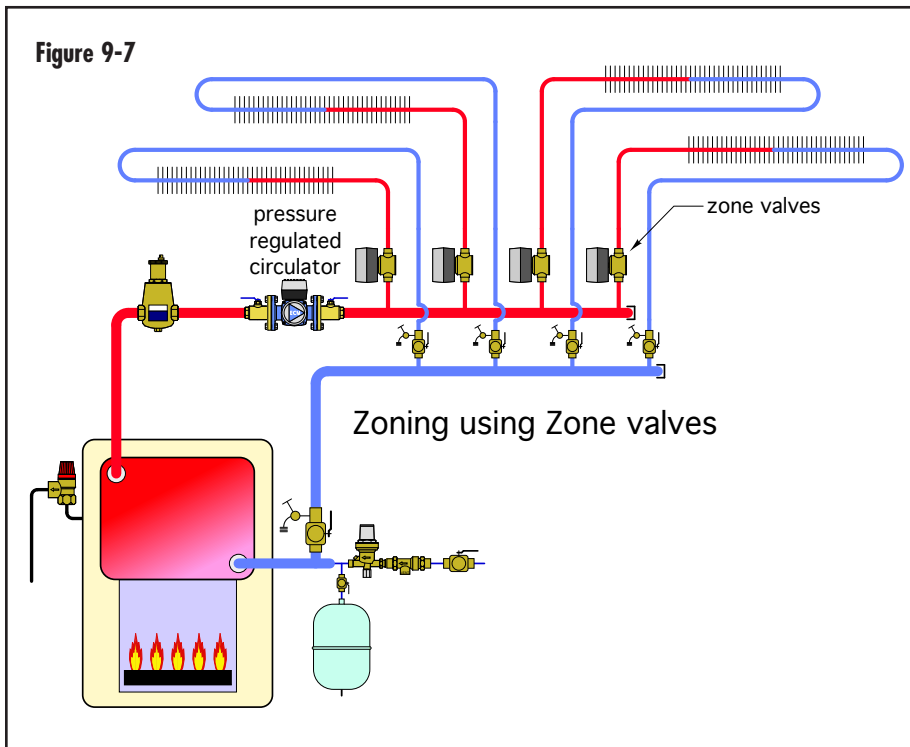 Figure 9-7
pressure
regulated
circulator
zone valves
Zoning using Zone valves